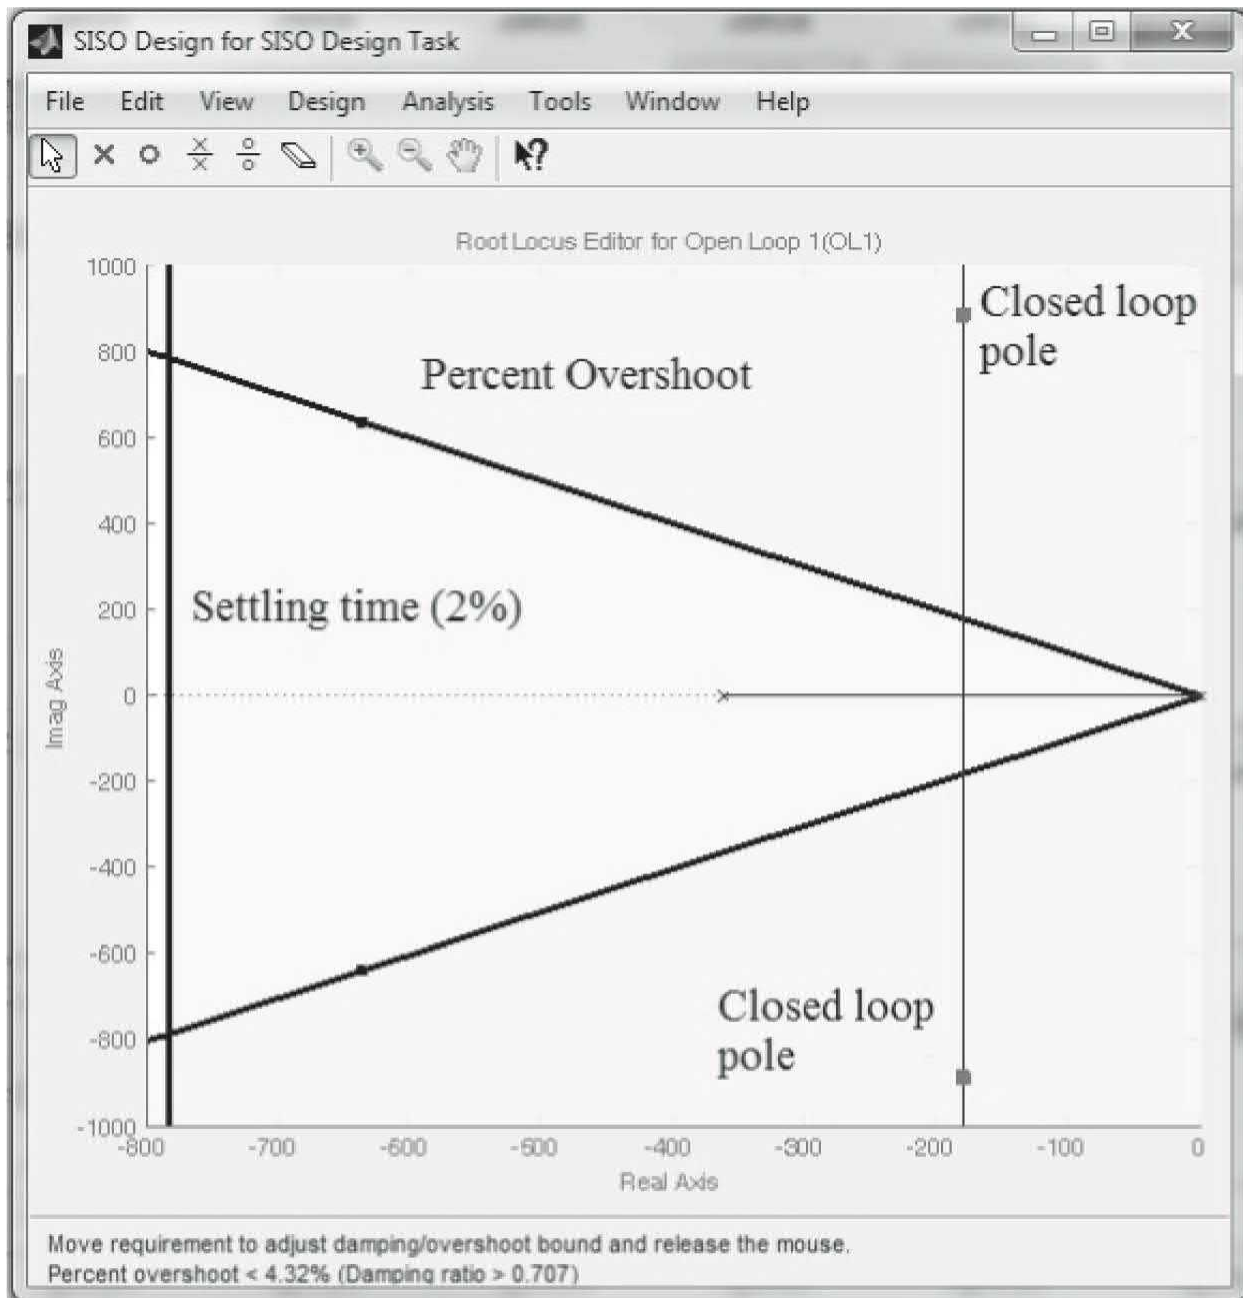 SISO Design for SISO Design Task
File Edit View Design Analysis Tools Window Help
Root Locus Editor for Open Loop 1(OL1)
1000
800
600
400
200
0
-200
-400
-600
-800
-1000
Imag Axis
Percent Overshoot
Closed loop
pole
Settling time (2%)
Closed loop
pole
-800 -700 -600 -500 -400 -300 -200 -100 0
Real Axis
Move requirement to adjust damping/overshoot bound and release the mouse.
Percent overshoot < 4.32% (Damping ratio > 0.707)